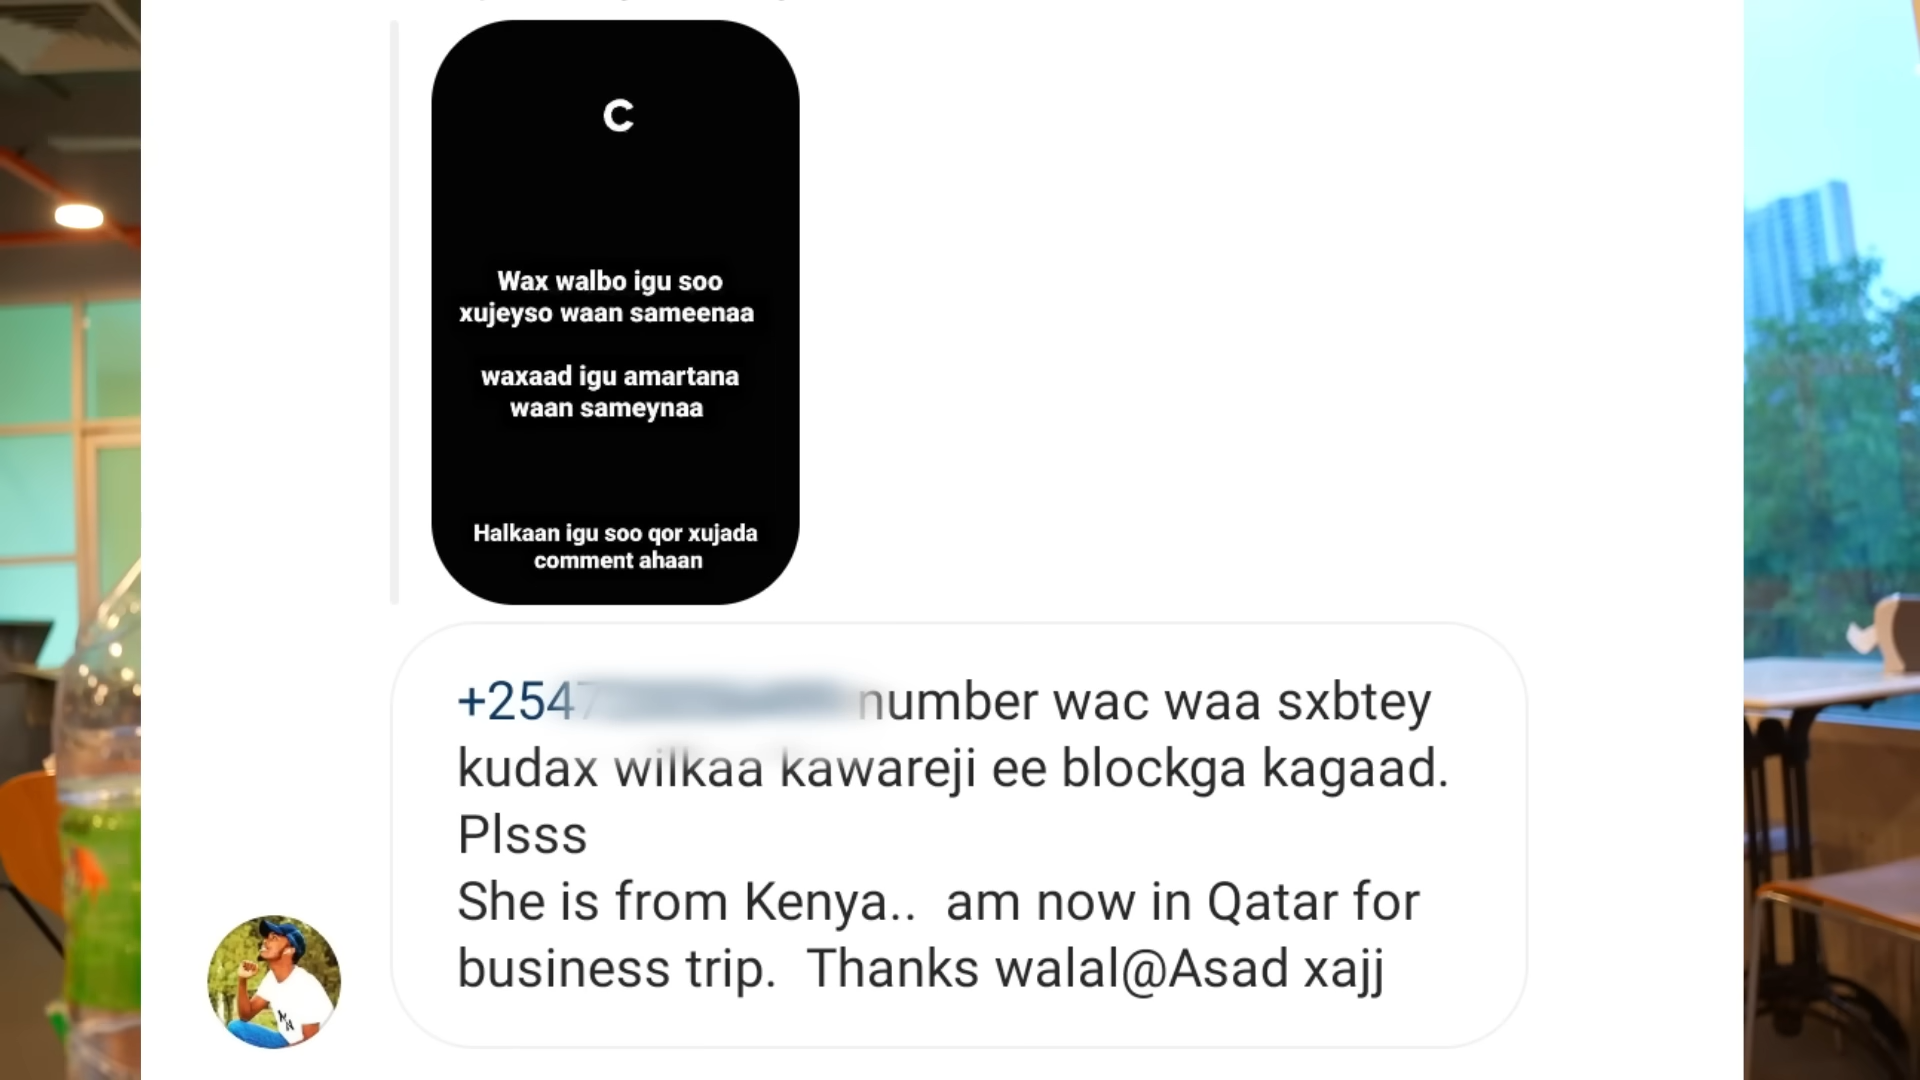 C
Wax walbo igu soo
xujeyso waan sameenaa
waxaad igu amartana
waan sameynaa
Halkaan igu soo qor xujada
comment ahaan
+2547 number wac waa sxbtey
kudax wilkaa kawareji ee blockga kagaad.
Plsss
She is from Kenya.. am now in Qatar for
business trip. Thanks walal@Asad xajj